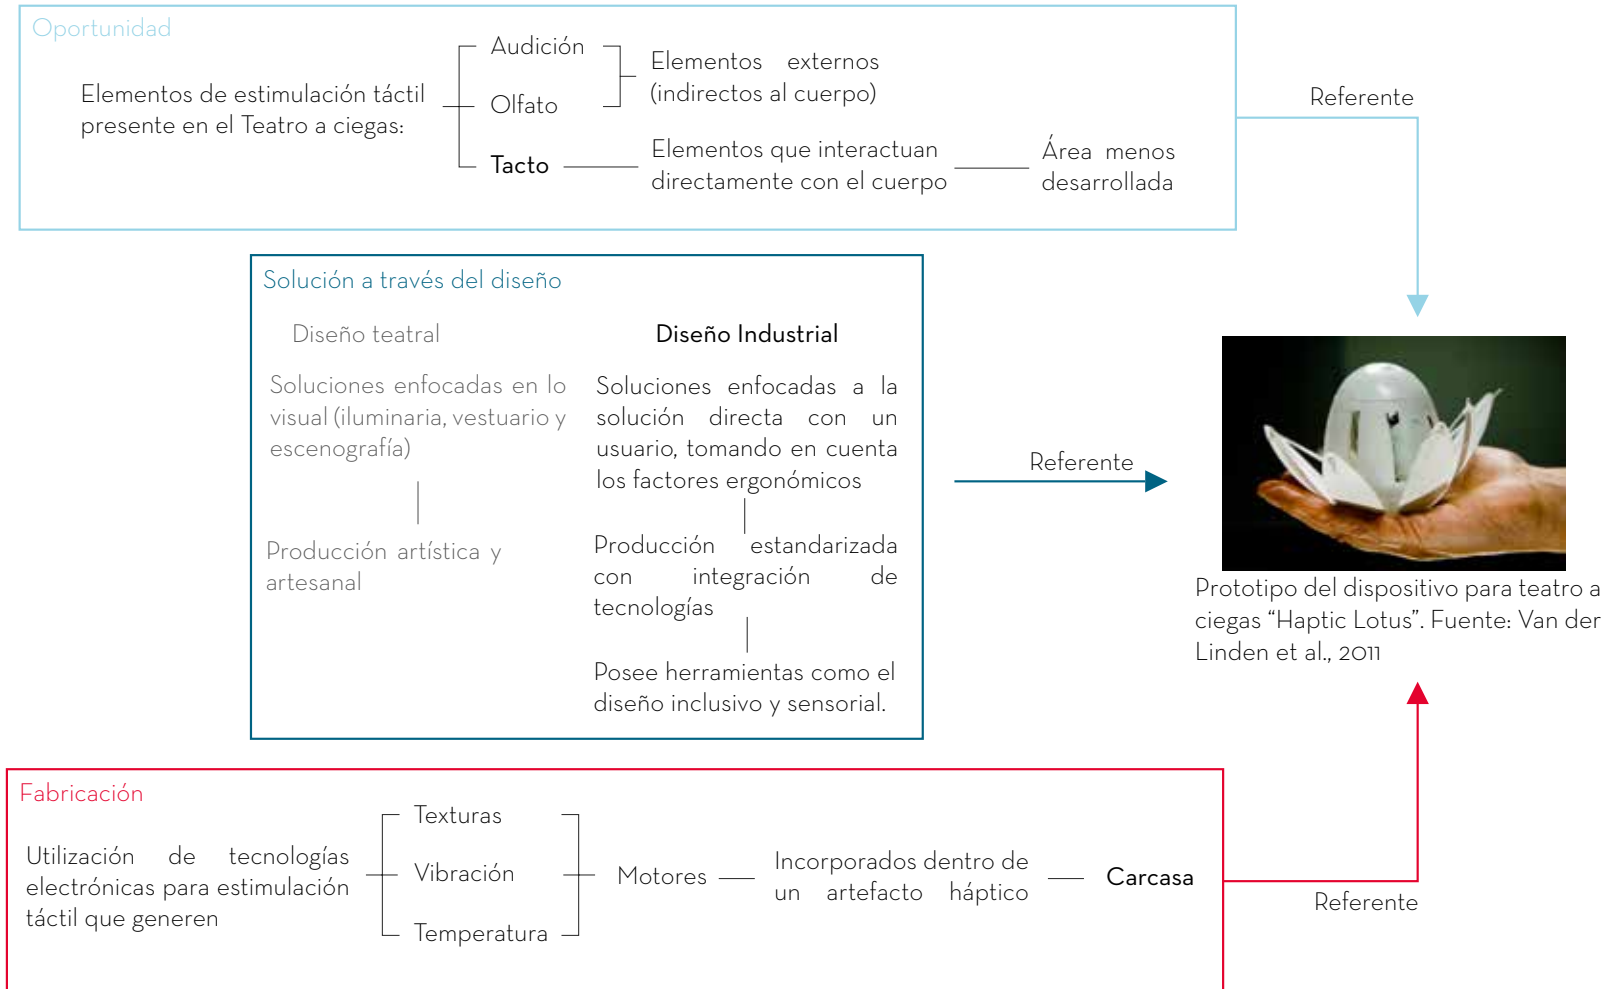 Oportunidad
Elementos de estimulación táctil
presente en el Teatro a ciegas:
Audición
Olfato
Tacto
Elementos externos
(indirectos al cuerpo)
Elementos que interactuan
directamente con el cuerpo
Área menos
desarrollada
Referente
Solución a través del diseño
Diseño teatral
Soluciones enfocadas en lo
visual (iluminaria, vestuario y
escenografía)
Producción artística y
artesanal
Diseño Industrial
Soluciones enfocadas a la
solución directa con un
usuario, tomando en cuenta
los factores ergonómicos
Producción estandarizada
con integración de
tecnologías
Posee herramientas como el
diseño inclusivo y sensorial.
Referente
Prototipo del dispositivo para teatro a
ciegas “Haptic Lotus”. Fuente: Van der
Linden et al., 2011
Fabricación
Utilización de tecnologías
electrónicas para estimulación
táctil que generen
Texturas
Vibración
Temperatura
Motores
Incorporados dentro de
un artefacto háptico
Carcasa
Referente